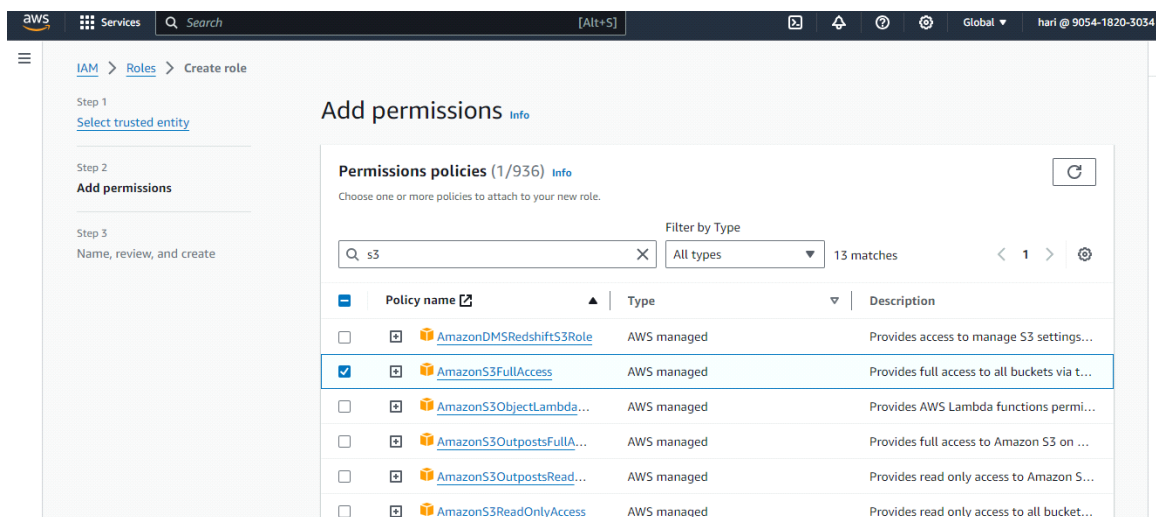 aws Services Search [Alt+S] Global hari @ 9054-1820-3034
IAM > Roles > Create role
Step 1
Select trusted entity
Step 2
Add permissions
Step 3
Name, review, and create
Add permissions Info
Permissions policies (1/936) Info
Choose one or more policies to attach to your new role.
Filter by Type
s3 All types 13 matches 1
Policy name Type Description
AmazonDMSRedshiftS3Role AWS managed Provides access to manage S3 settings...
AmazonS3FullAccess AWS managed Provides full access to all buckets via t...
AmazonS3ObjectLambda... AWS managed Provides AWS Lambda functions permi...
AmazonS3OutpostsFullA... AWS managed Provides full access to Amazon S3 on ...
AmazonS3OutpostsRead... AWS managed Provides read only access to Amazon S...
AmazonS3ReadOnlyAccess AWS managed Provides read only access to all bucket...